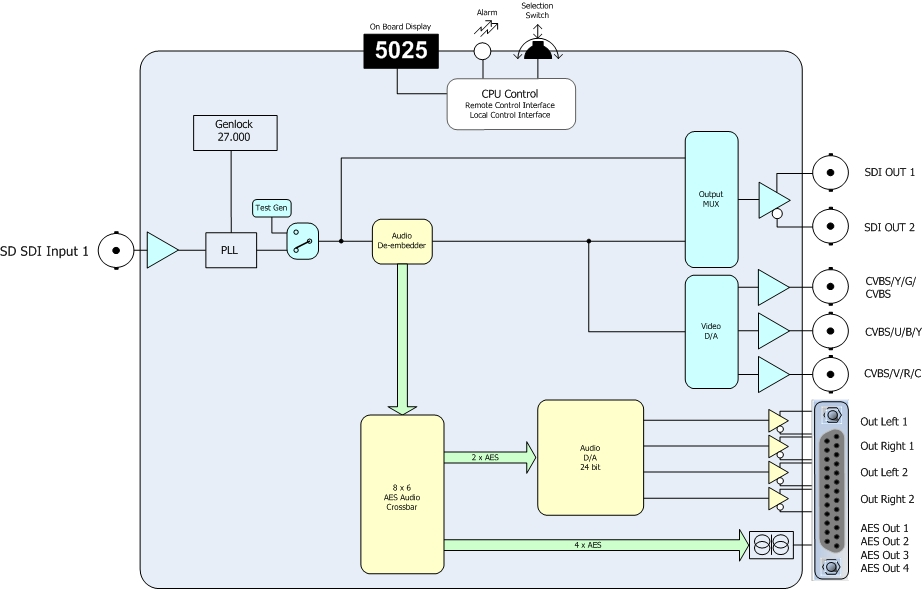 On Board Display
5025
Alarm
Selection
Switch
CPU Control
Remote Control Interface
Local Control Interface
Genlock
27.000
Test Gen
SD SDI Input 1
PLL
Audio
De-embedder
Output
MUX
SDI OUT 1
SDI OUT 2
Video
D/A
CVBS/Y/G/
CVBS
CVBS/U/B/Y
CVBS/V/R/C
8 x 6
AES Audio
Crossbar
2 x AES
Audio
D/A
24 bit
4 x AES
Out Left 1
Out Right 1
Out Left 2
Out Right 2
AES Out 1
AES Out 2
AES Out 3
AES Out 4